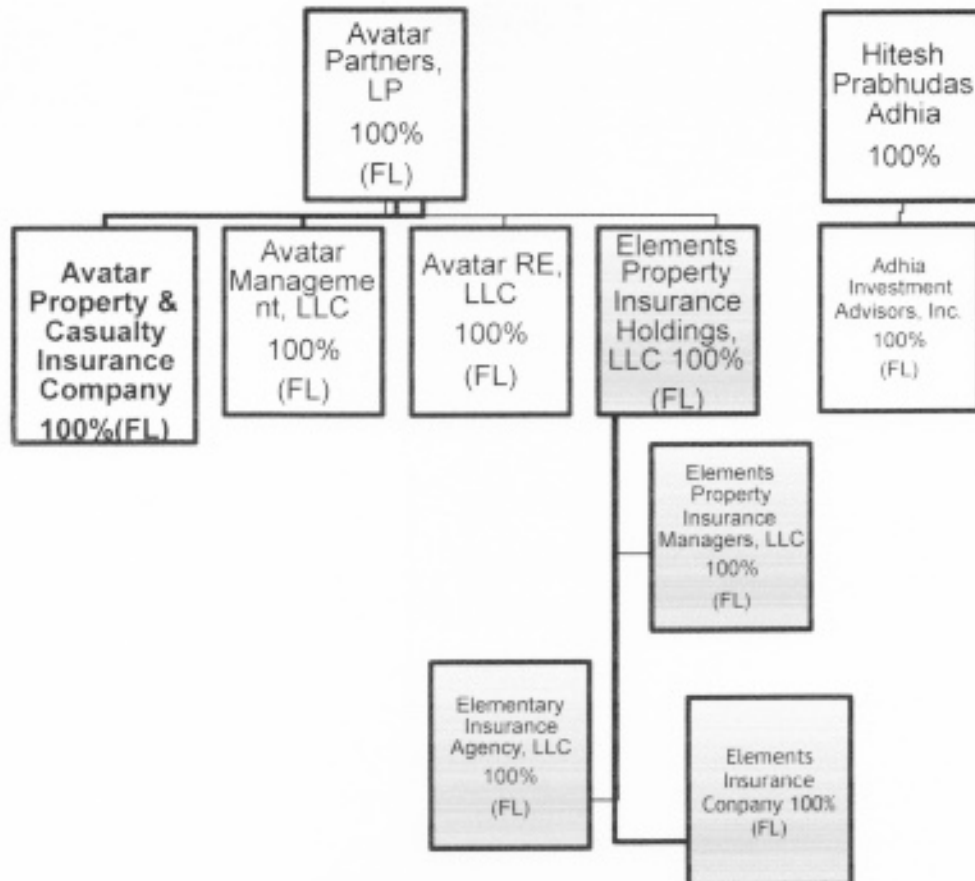 Avatar
Partners,
LP
100%
(FL)
Hitesh
Prabhudas
Adhia
100%
Avatar
Property &
Casualty
Insurance
Company
100%(FL)
Avatar
Manageme
nt, LLC
100%
(FL)
Avatar RE,
LLC
100%
(FL)
Elements
Property
Insurance
Holdings,
LLC 100%
(FL)
Adhia
Investment
Advisors, Inc.
100%
(FL)
Elements
Property
Insurance
Managers, LLC
100%
(FL)
Elementary
Insurance
Agency, LLC
100%
(FL)
Elements
Insurance
Conpany 100%
(FL)